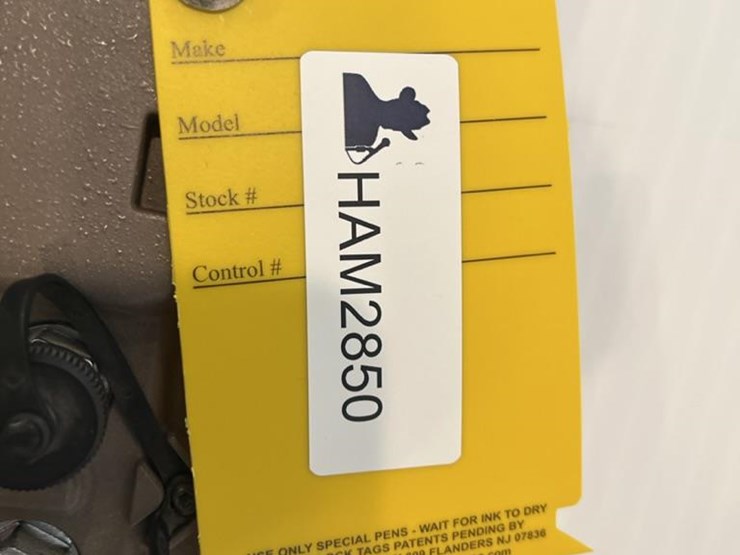 Make
Model
Stock #
Control #
HAM2850
ONLY SPECIAL PENS - WAIT FOR INK TO DRY
TAGS PATENTS PENDING BY
FLANDERS NJ 07836